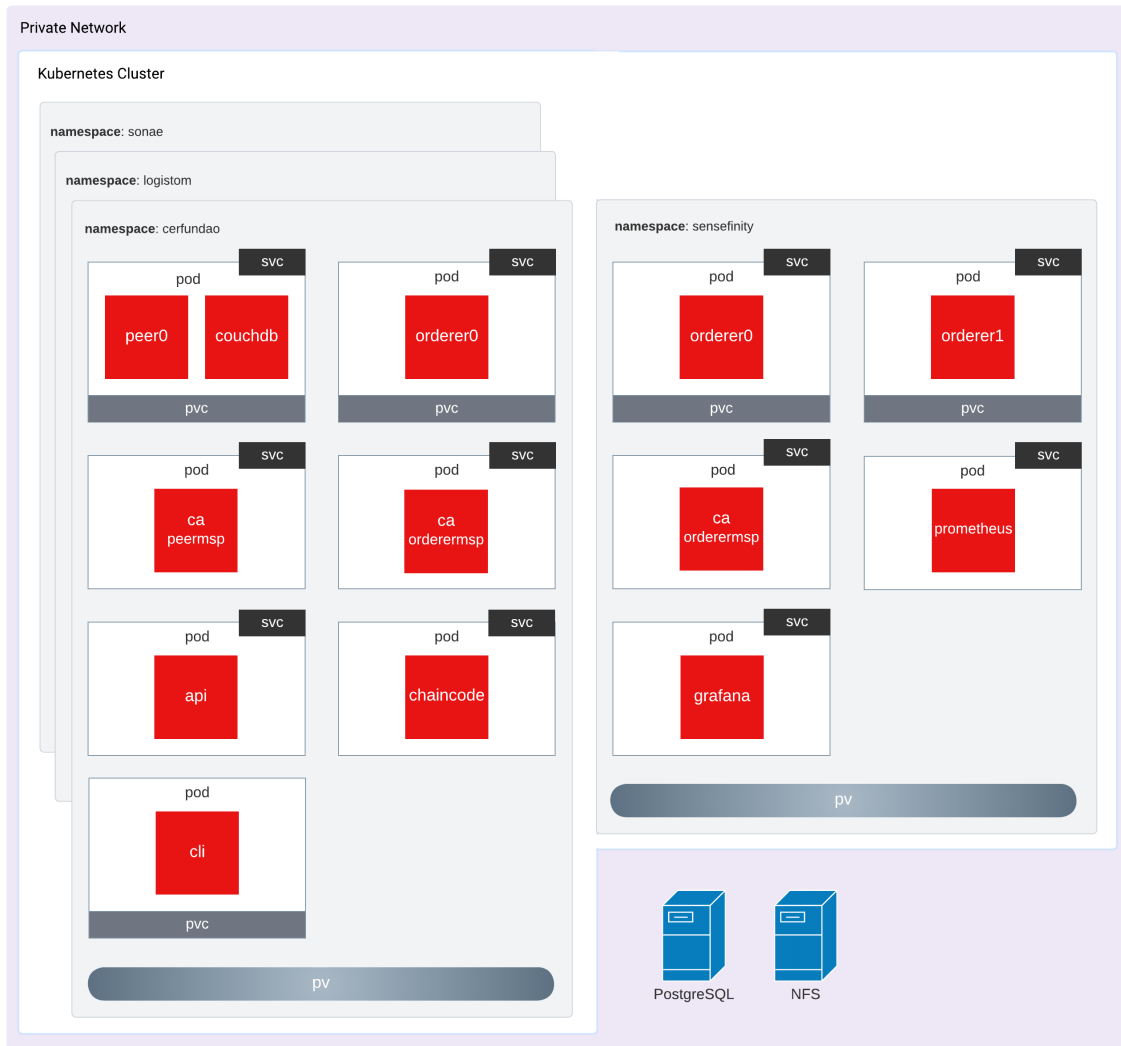 Private Network
Kubernetes Cluster
namespace: sonae
namespace: logistom
namespace: cerfundao
svc
pod
peer0
couchdb
pvc
svc
pod
orderer0
pvc
svc
pod
ca
peermsp
svc
pod
ca
orderermsp
svc
pod
api
svc
pod
chaincode
pod
cli
pvc
pv
namespace: sensefinity
svc
pod
orderer0
pvc
svc
pod
orderer1
pvc
svc
pod
ca
orderermsp
svc
pod
prometheus
svc
pod
grafana
pv
PostgreSQL
NFS